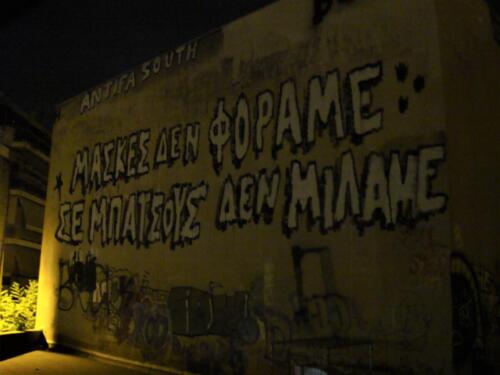 ANTIFA SOUTH
ΜΑΣΚΕΣ ΔΕΝ ΦΟΡΑΜΕ
ΣΕ ΜΠΑΤΣΟΥΣ ΔΕΝ ΜΙΛΑΜΕ